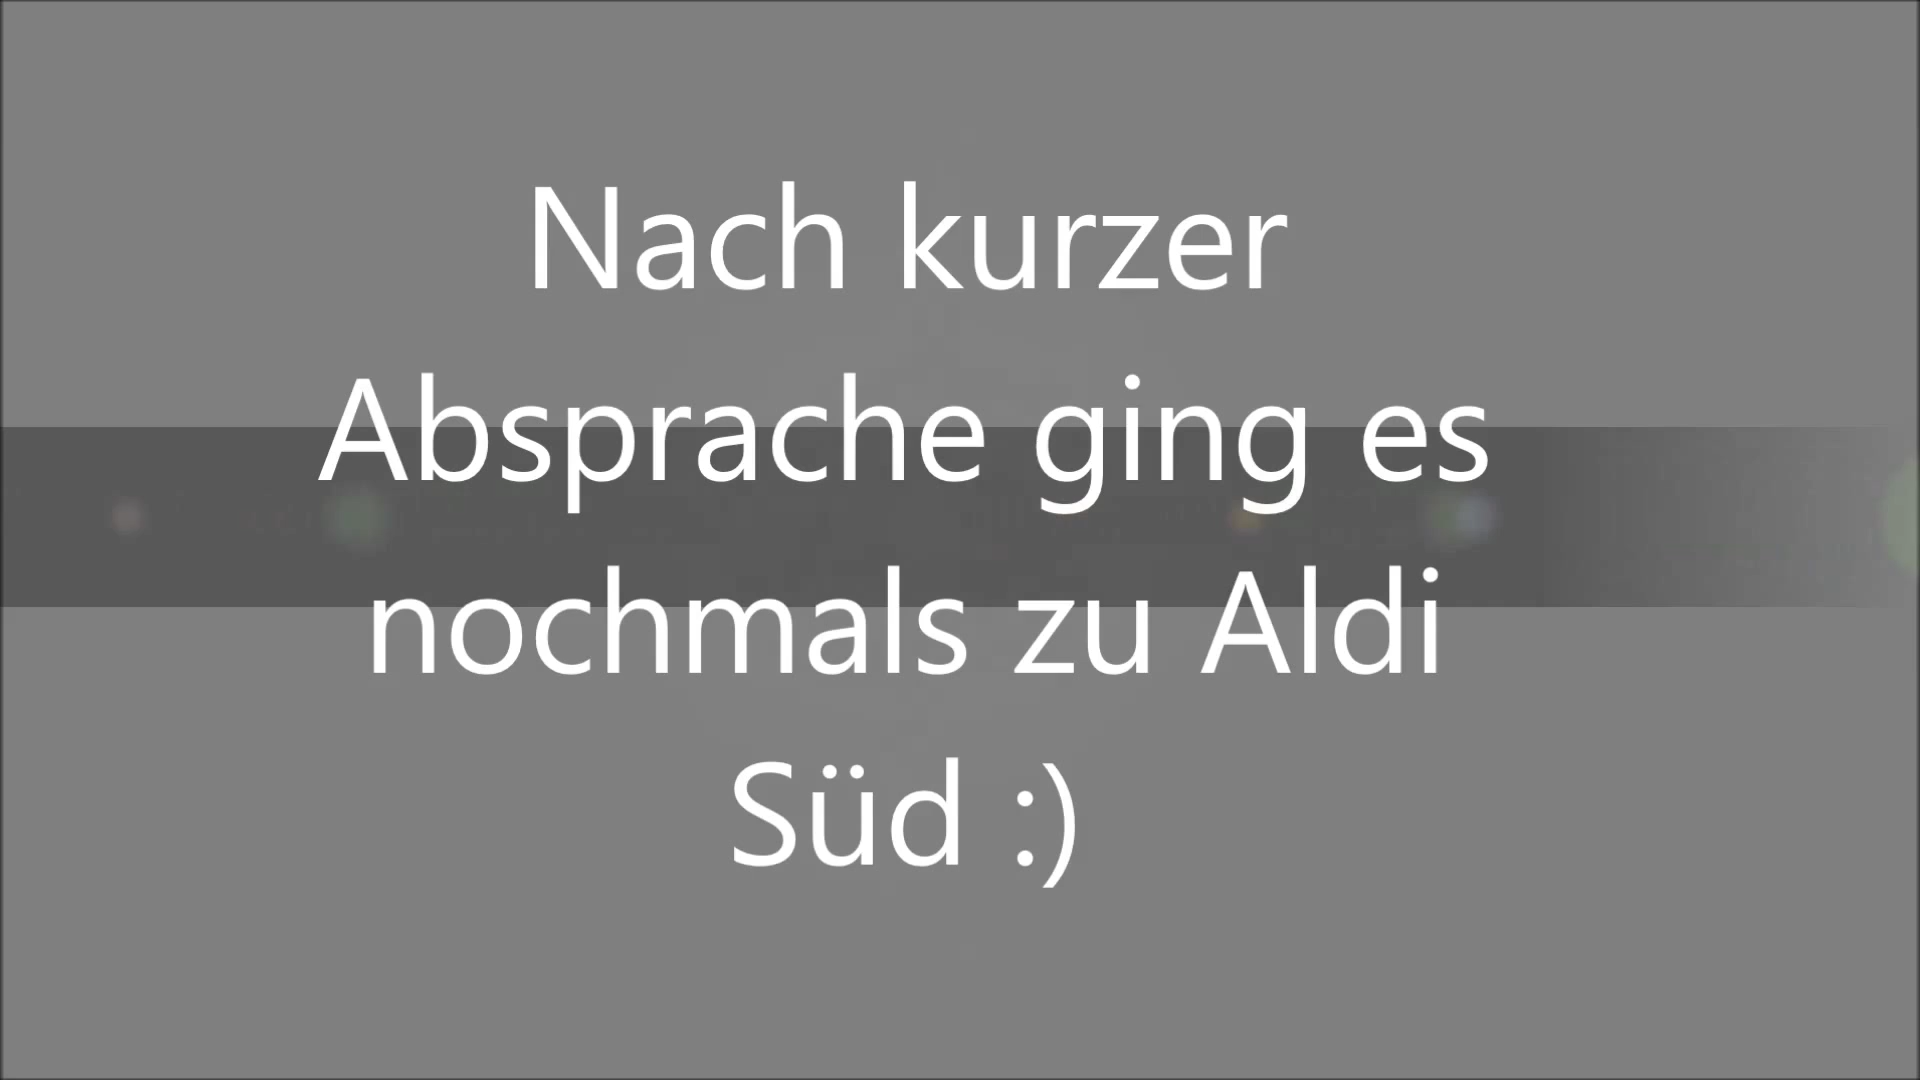 Nach kurzer
Absprache ging es
nochmals zu Aldi
Süd :)